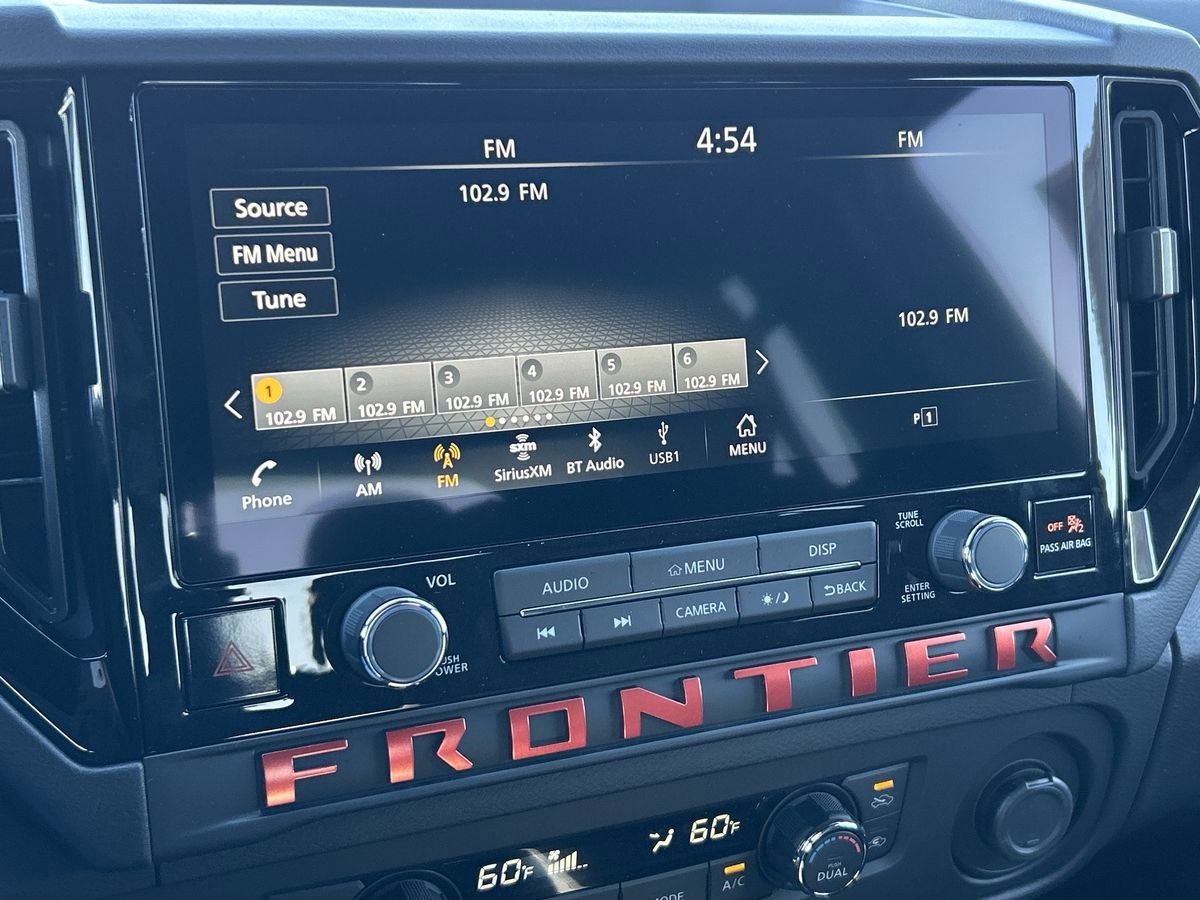 FM
4:54
FM
102.9 FM
Source
FM Menu
Tune
102.9 FM
1
102.9 FM
2
102.9 FM
3
102.9 FM
4
102.9 FM
5
102.9 FM
6
102.9 FM
P 1
Phone
AM
FM
sxm
SiriusXM
BT Audio
USB1
MENU
VOL
AUDIO
MENU
DISP
TUNE
SCROLL
OFF 2
PASS AIR BAG
CAMERA
BACK
ENTER
SETTING
FRONTIER
60°F
60°F
PUSH
DUAL
A/C